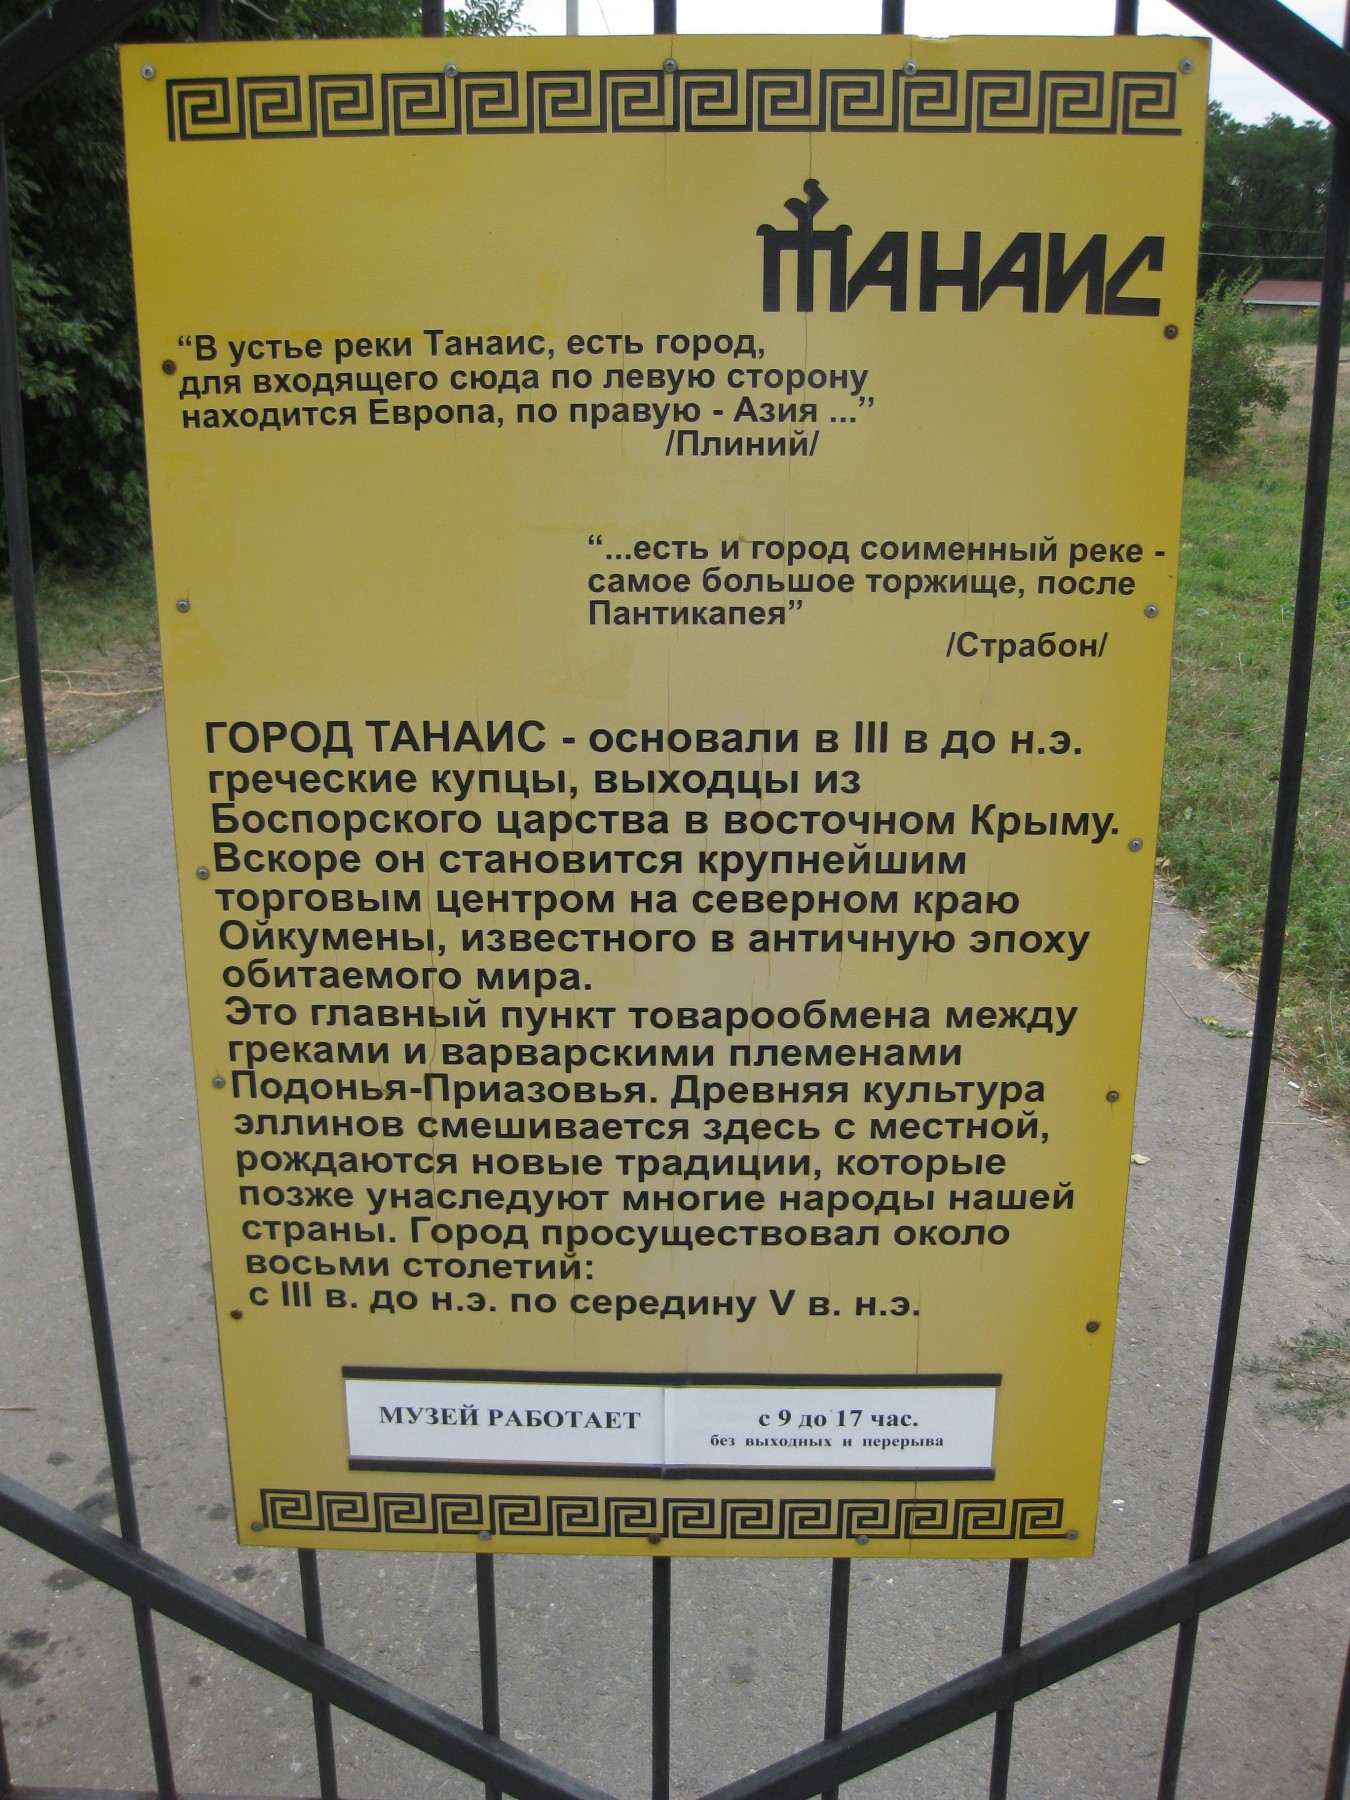 ТАНАИС
“В устье реки Танаис, есть город,
для входящего сюда по левую сторону
находится Европа, по правую - Азия ...”
/Плиний/
“...есть и город соименный реке -
самое большое торжище, после
Пантикапея”
/Страбон/
ГОРОД ТАНАИС - основали в III в до н.э.
греческие купцы, выходцы из
Боспорского царства в восточном Крыму.
Вскоре он становится крупнейшим
торговым центром на северном краю
Ойкумены, известного в античную эпоху
обитаемого мира.
Это главный пункт товарообмена между
греками и варварскими племенами
Подонья-Приазовья. Древняя культура
эллинов смешивается здесь с местной,
рождаются новые традиции, которые
позже унаследуют многие народы нашей
страны. Город просуществовал около
восьми столетий:
с III в. до н.э. по середину V в. н.э.
МУЗЕЙ РАБОТАЕТ
с 9 до 17 час.
без выходных и перерыва